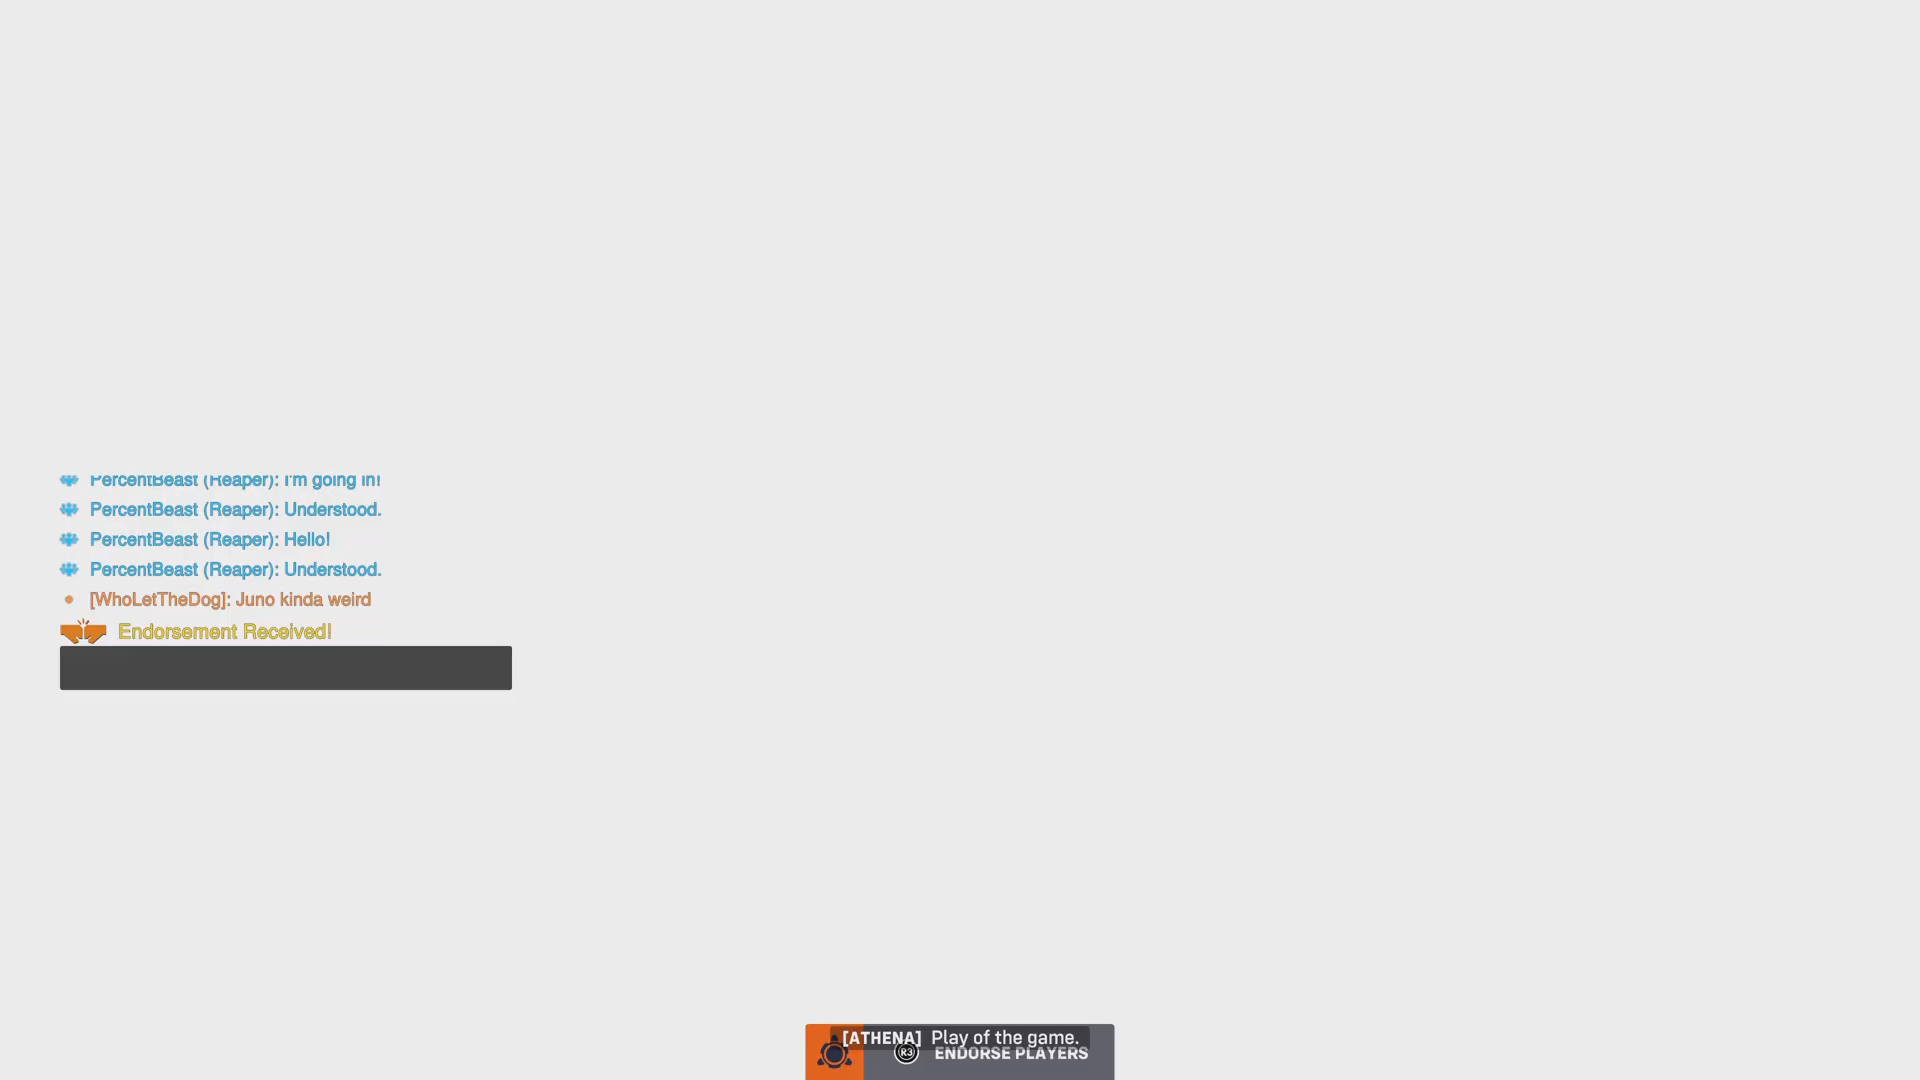 PercentBeast (Reaper): I'm going in!
PercentBeast (Reaper): Understood.
PercentBeast (Reaper): Hello!
PercentBeast (Reaper): Understood.
[WhoLetTheDog]: Juno kinda weird
Endorsement Received!
[ATHENA] Play of the game.
R3 ENDORSE PLAYERS